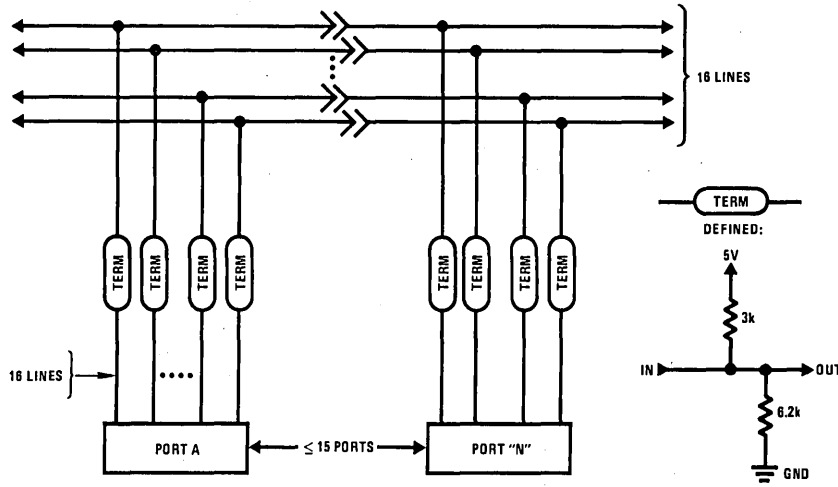 16 LINES
TERM
DEFINED:
5V
3k
IN
OUT
6.2k
GND
TERM
TERM
TERM
TERM
TERM
TERM
TERM
TERM
16 LINES
PORT A
≤ 15 PORTS
PORT "N"